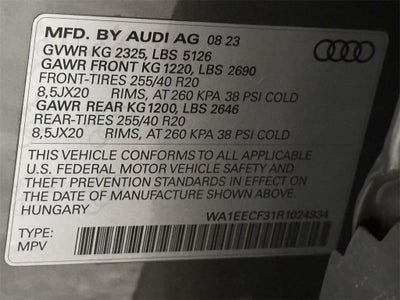 MFD. BY AUDI AG 08 23
GVWR KG 2325, LBS 5126
GAWR FRONT KG 1220, LBS 2690
FRONT-TIRES 255/40 R20
8,5JX20 RIMS, AT 260 KPA 38 PSI COLD
GAWR REAR KG 1200, LBS 2646
REAR-TIRES 255/40 R20
8,5JX20 RIMS, AT 260 KPA 38 PSI COLD
THIS VEHICLE CONFORMS TO ALL APPLICABLE
U.S. FEDERAL MOTOR VEHICLE SAFETY AND
THEFT PREVENTION STANDARDS IN EFFECT ON
THE DATE OF MANUFACTURE SHOWN ABOVE.
HUNGARY
WA1EECF31R1024934
TYPE:
MPV